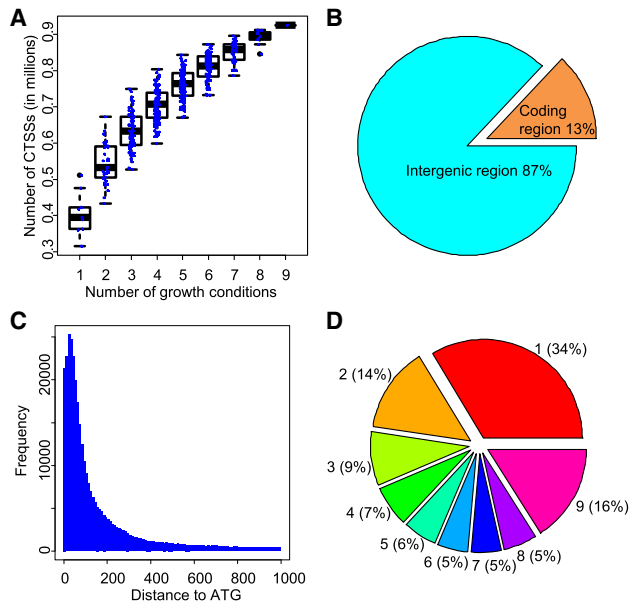 A
Number of CTSSs (in millions)
0.9
0.8
0.7
0.6
0.5
0.4
0.3
1 2 3 4 5 6 7 8 9
Number of growth conditions
B
Coding
region 13%
Intergenic region 87%
C
Frequency
20000
10000
0
0 200 400 600 800 1000
Distance to ATG
D
1 (34%)
2 (14%)
3 (9%)
4 (7%)
5 (6%)
6 (5%)
7 (5%)
8 (5%)
9 (16%)